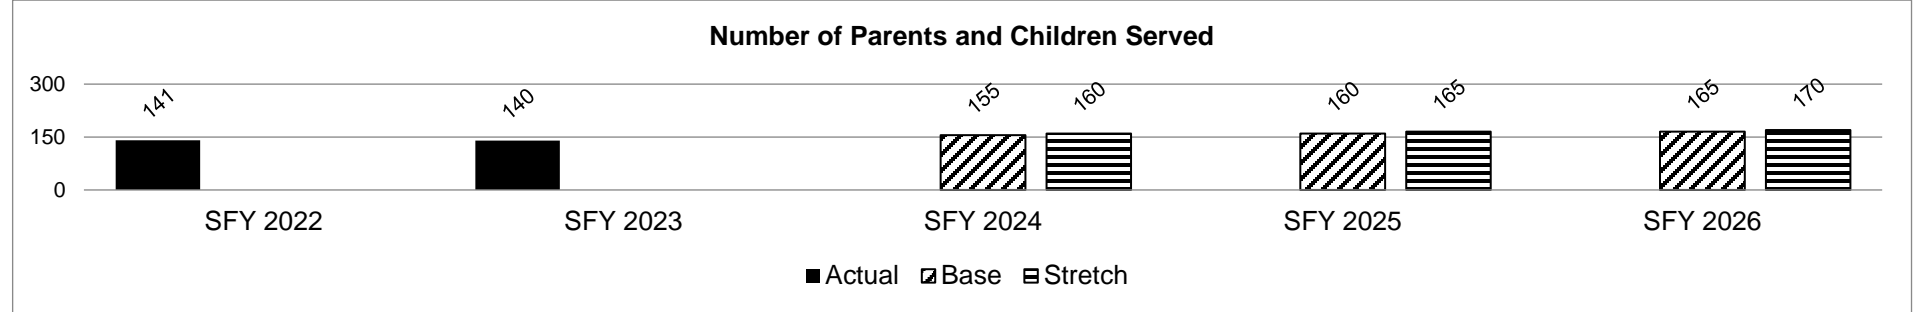 Number of Parents and Children Served
300
141 140 155 160 160 165 165 170
150
0
SFY 2022 SFY 2023 SFY 2024 SFY 2025 SFY 2026
Actual Base Stretch